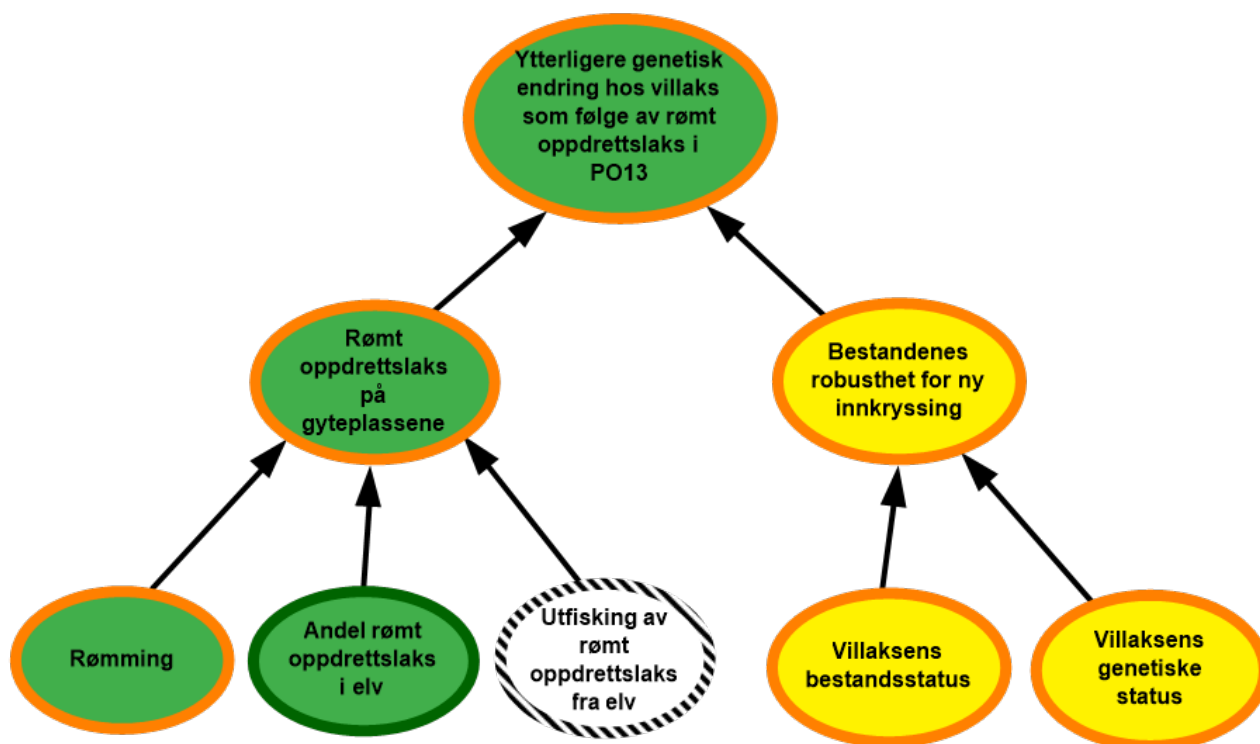 Ytterligere genetisk
endring hos villaks
som følge av rømt
oppdrettslaks i
PO13
Rømt
oppdrettslaks
på
gyteplassene
Bestandenes
robusthet for ny
innkryssing
Rømming
Andel rømt
oppdrettslaks
i elv
Utfisking av
rømt
oppdrettslaks
fra elv
Villaksens
bestandsstatus
Villaksens
genetiske
status